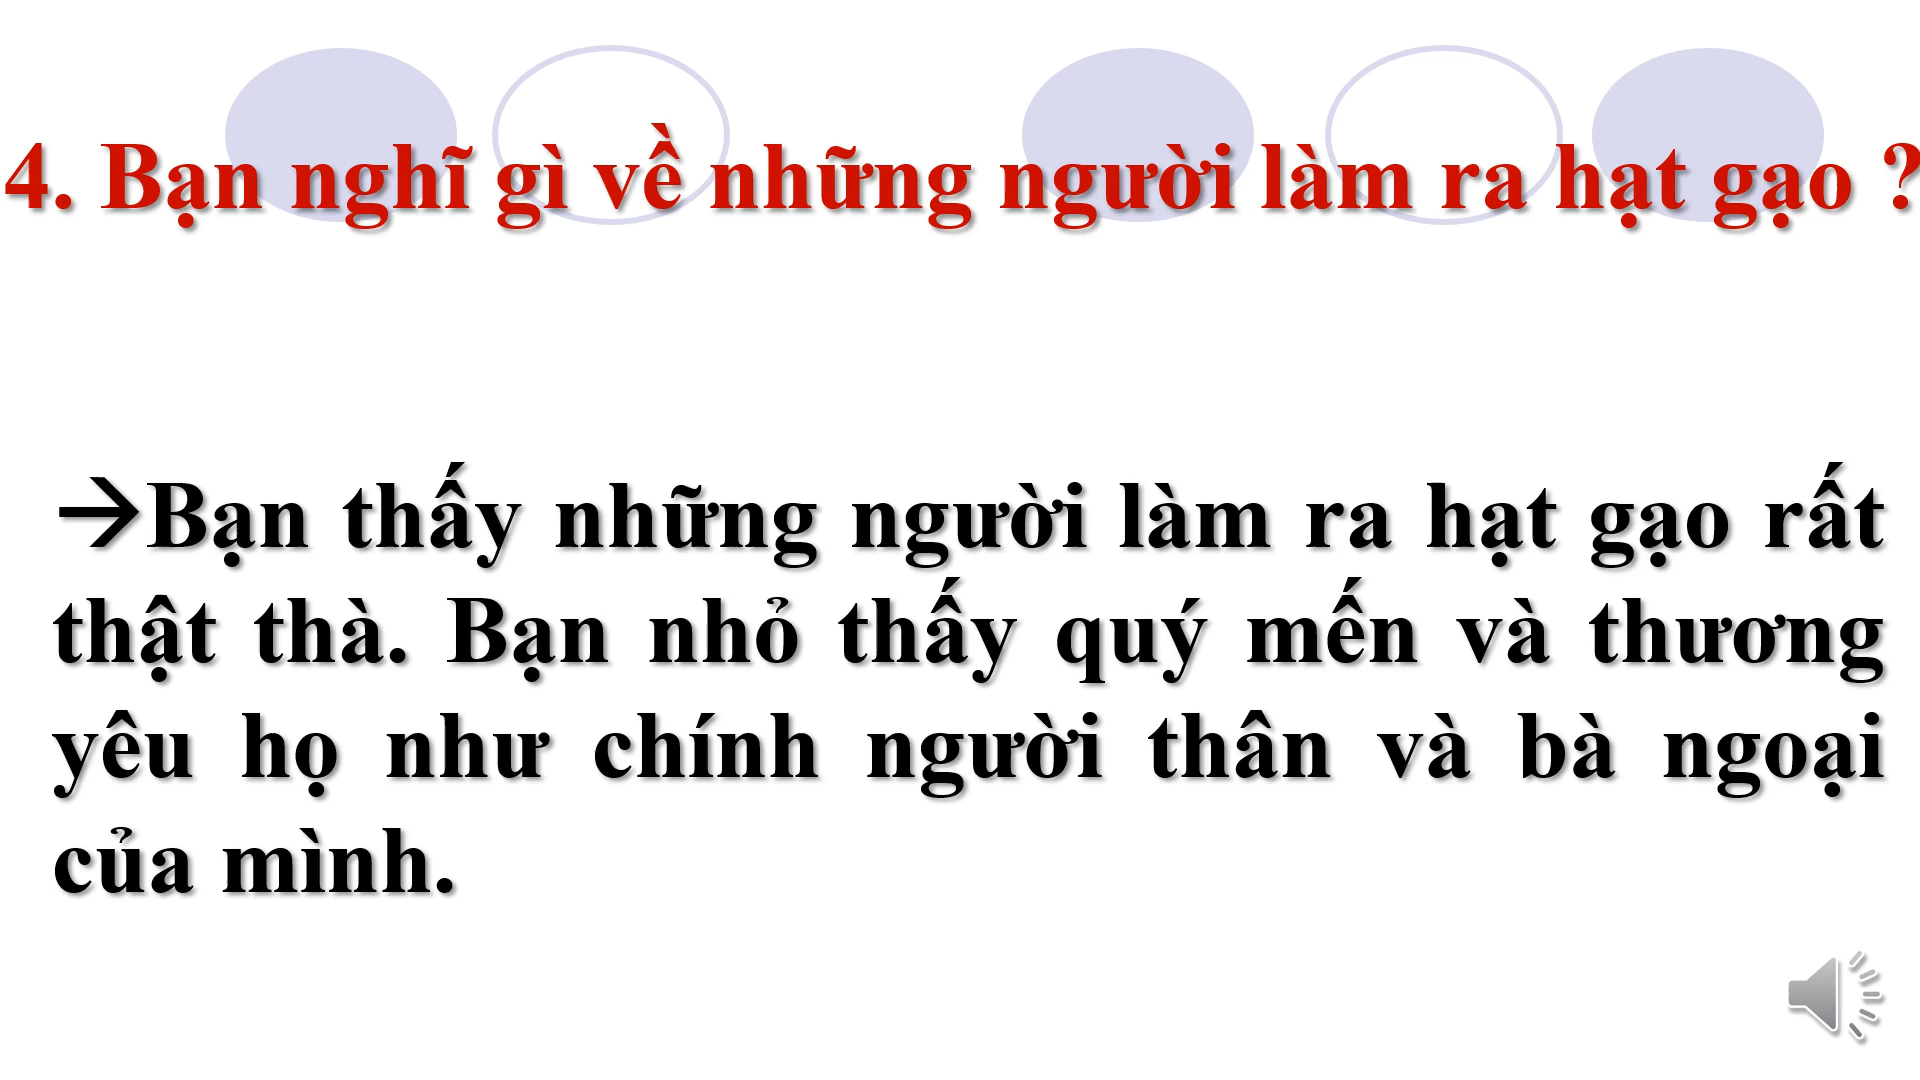 4. Bạn nghĩ gì về những người làm ra hạt gạo ?
→Bạn thấy những người làm ra hạt gạo rất
thật thà. Bạn nhỏ thấy quý mến và thương
yêu họ như chính người thân và bà ngoại
của mình.